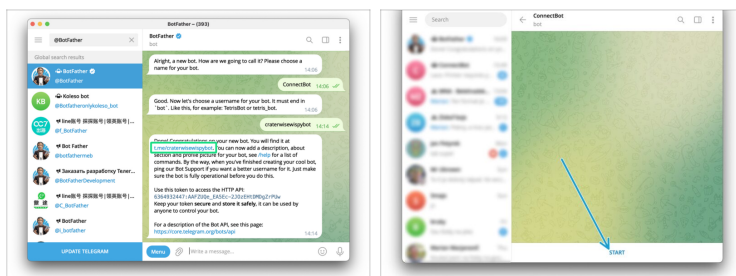 BotFather – (393)
@BotFather
Global search results
BotFather
@BotFather
Koleso bot
@Botfatheronlykoleso_bot
@f_BotFather
Bot Father
@botfathermeb
Заказать разработку Телег...
@BotFatherDevelopment
BotFather
@i_botfather
UPDATE TELEGRAM
BotFather
bot
Alright, a new bot. How are we going to call it? Please choose a
name for your bot.
14:06
ConnectBot 14:06
Good. Now let's choose a username for your bot. It must end in
`bot`. Like this, for example: TetrisBot or tetris_bot.
14:06
craterwisewispybot 14:14
Done! Congratulations on your new bot. You will find it at
t.me/craterwisewispybot. You can now add a description, about
section and profile picture for your bot, see /help for a list of
commands. By the way, when you've finished creating your cool bot,
ping our Bot Support if you want a better username for it. Just make
sure the bot is fully operational before you do this.
Use this token to access the HTTP API:
Keep your token secure and store it safely, it can be used by
anyone to control your bot.
For a description of the Bot API, see this page:
https://core.telegram.org/bots/api
14:14
Menu
Write a message...
Search
ConnectBot
bot
START